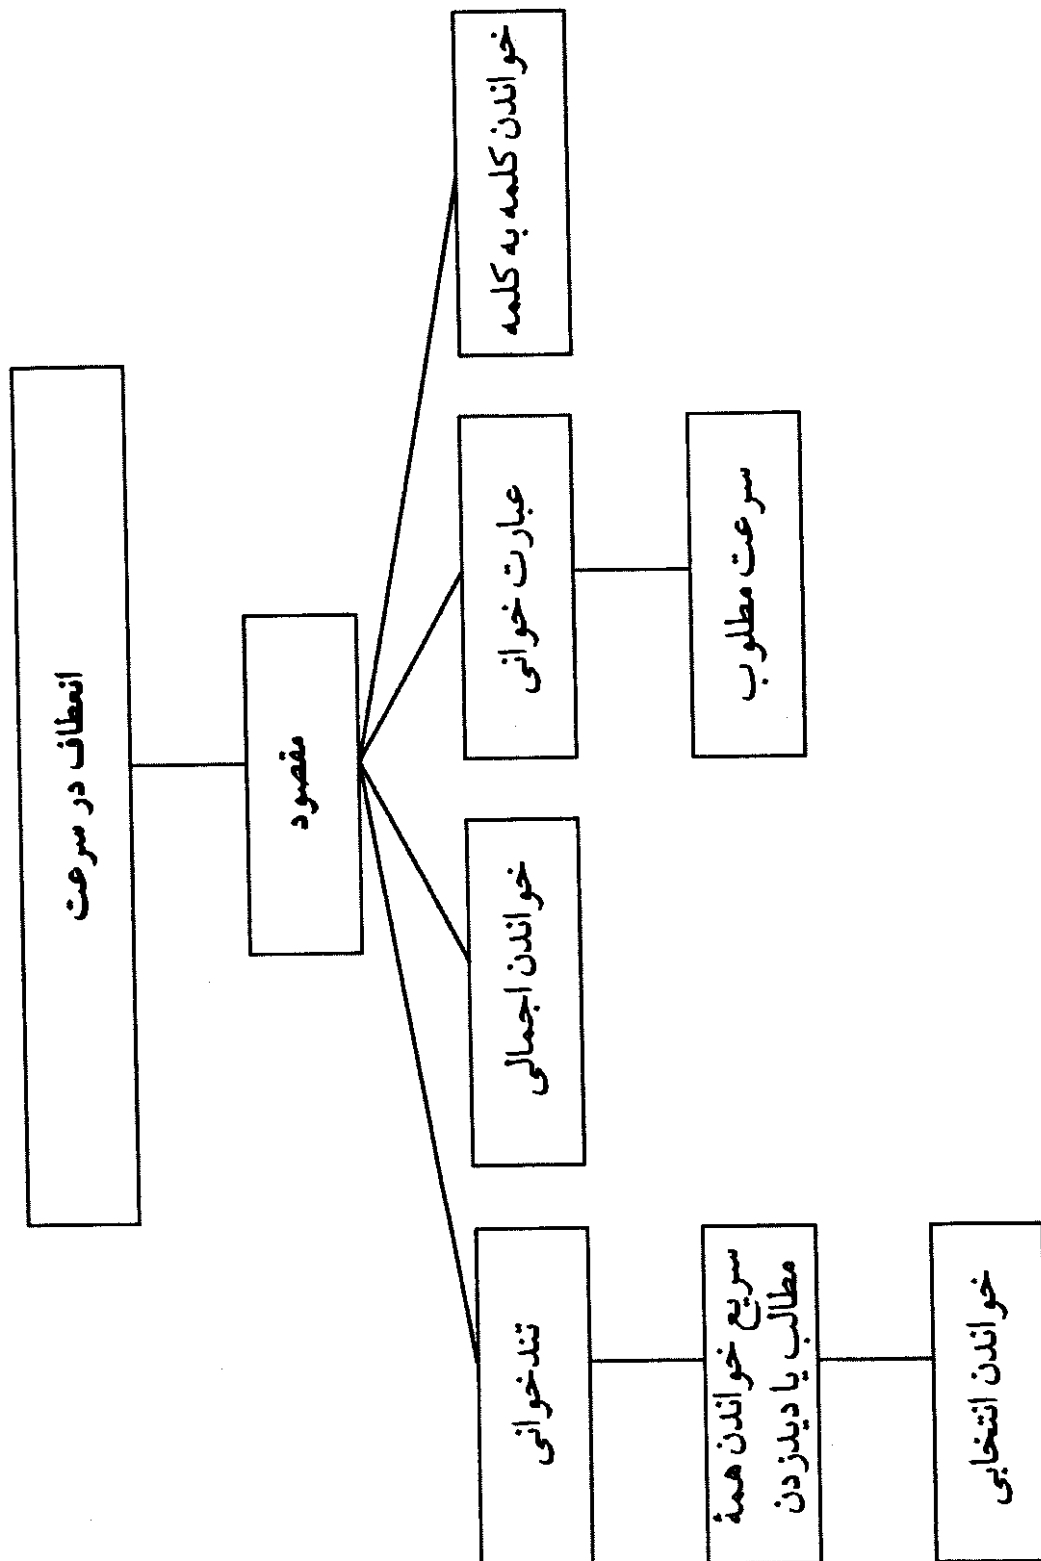 انعطاف در سرعت
مقصود
خواندن کلمه به کلمه
عبارت خوانی
خواندن اجمالی
تندخوانی
سرعت مطلوب
سریع خواندن همهٔ
مطالب یا دیدزدن
خواندن انتخابی